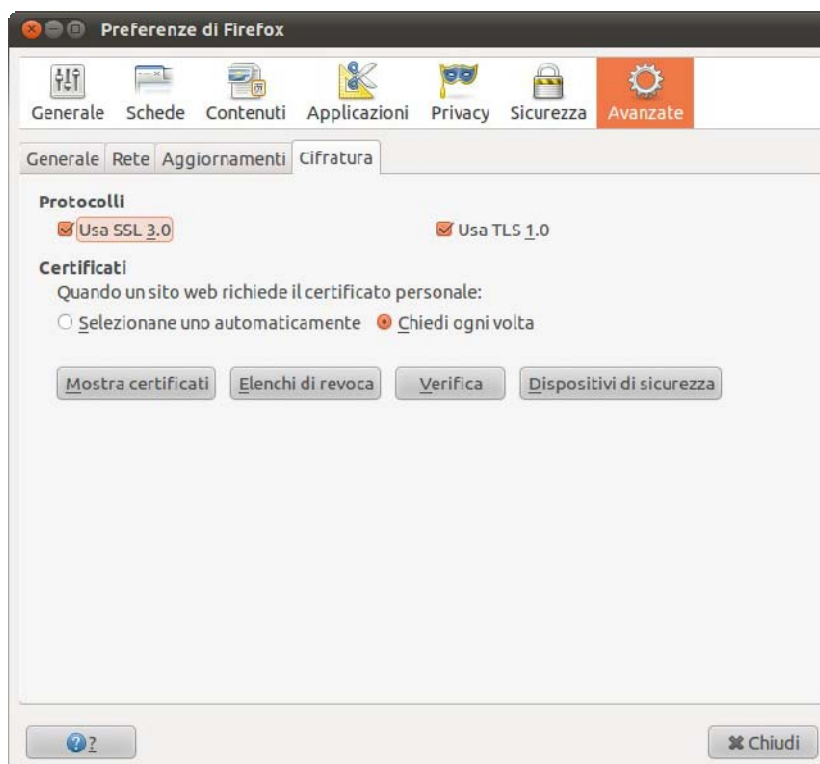 Preferenze di Firefox
Generale Schede Contenuti Applicazioni Privacy Sicurezza Avanzate
Generale Rete Aggiornamenti Cifratura
Protocolli
Usa SSL 3.0 Usa TLS 1.0
Certificati
Quando un sito web richiede il certificato personale:
Selezionane uno automaticamente Chiedi ogni volta
Mostra certificati Elenchi di revoca Verifica Dispositivi di sicurezza
? Chiudi